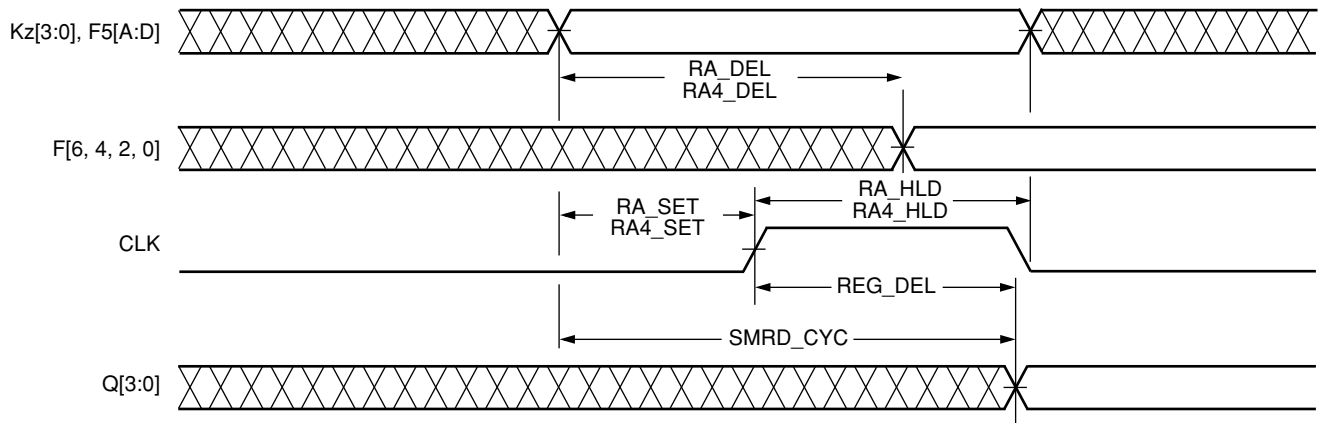 Kz[3:0], F5[A:D]
RA_DEL
RA4_DEL
F[6, 4, 2, 0]
RA_SET
RA4_SET
RA_HLD
RA4_HLD
CLK
REG_DEL
SMRD_CYC
Q[3:0]